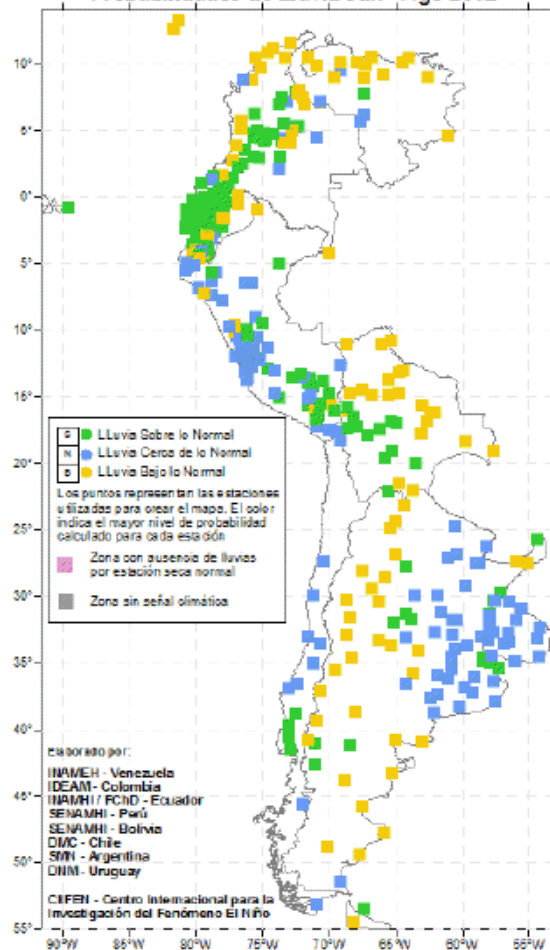 10°
5°
0°
5°
10°
15°
S LLuvia Sobre lo Normal
N LLuvia Cerca de lo Normal
B LLuvia Bajo lo Normal
Los puntos representan las estaciones
utilizadas para crear el mapa. El color
indica el mayor nivel de probabilidad
calculado para cada estación
Zona con ausencia de lluvias
por estación seca normal
Zona sin señal climática
20°
25°
30°
35°
40°
45°
50°
55°
Elaborado por:
INAMEH - Venezuela
IDEAM - Colombia
INAMHI / FChD - Ecuador
SENAMHI - Perú
SENAMHI - Bolivia
DMC - Chile
SMN - Argentina
DNM - Uruguay
CIIFEN - Centro Internacional para la
Investigación del Fenómeno El Niño
90°W 85°W 80°W 75°W 70°W 65°W 60°W 55°W